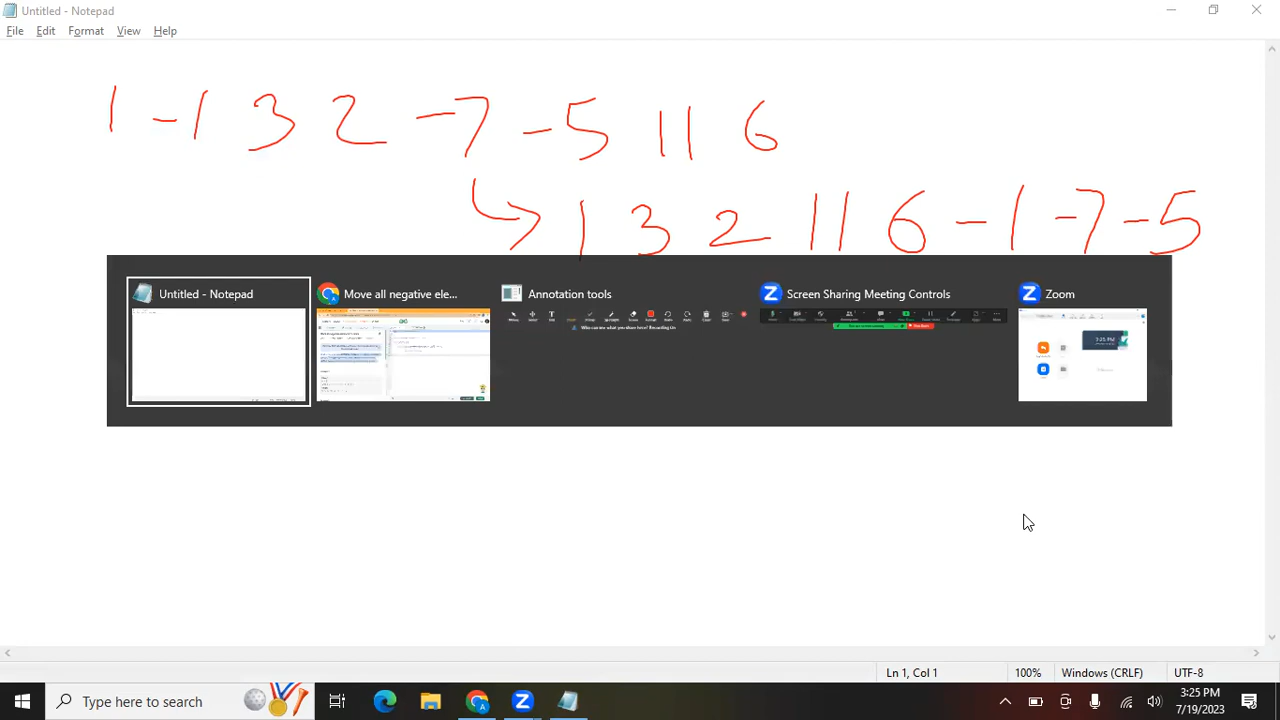 Untitled - Notepad
File Edit Format View Help
1 -1 3 2 -7 -5 11 6
1 3 2 11 6 -1 -7 -5
Untitled - Notepad
Move all negative ele...
Annotation tools
Screen Sharing Meeting Controls
Zoom
Ln 1, Col 1
100%
Windows (CRLF)
UTF-8
Type here to search
3:25 PM
7/19/2023